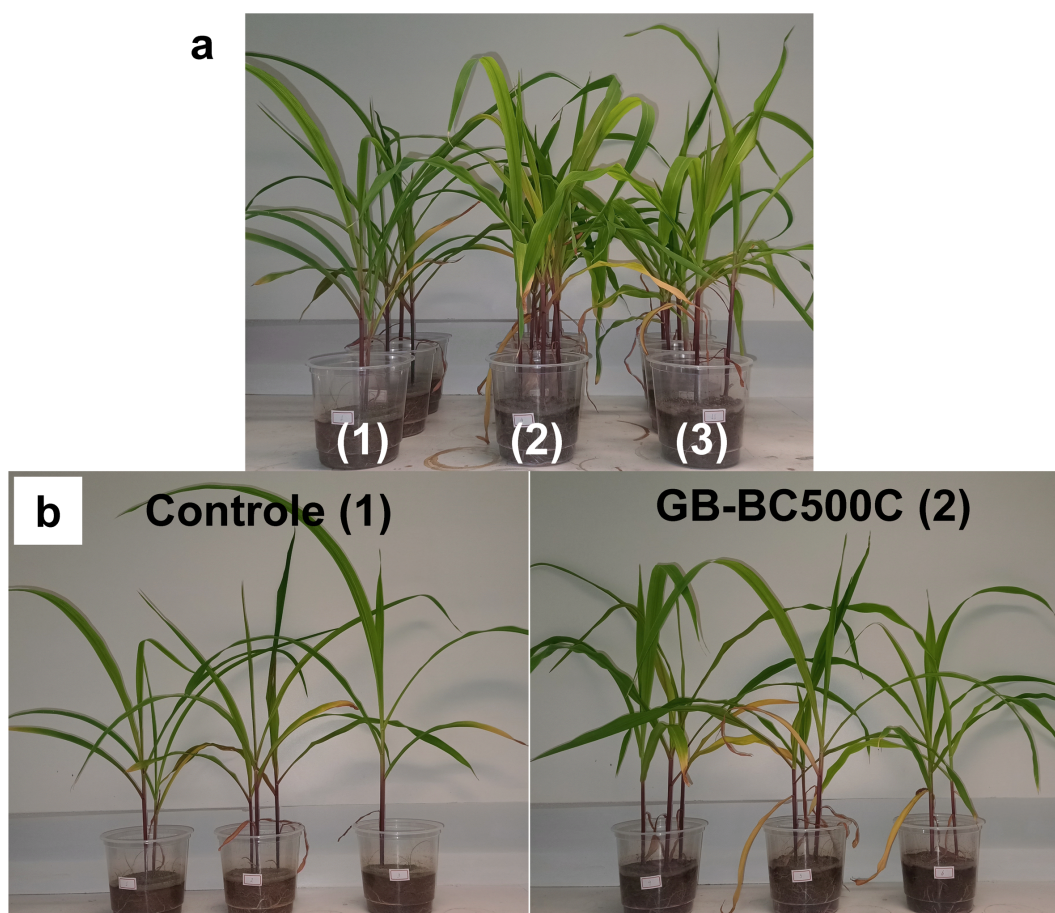 a
(1)
(2)
(3)
b
Controle (1)
GB-BC500C (2)